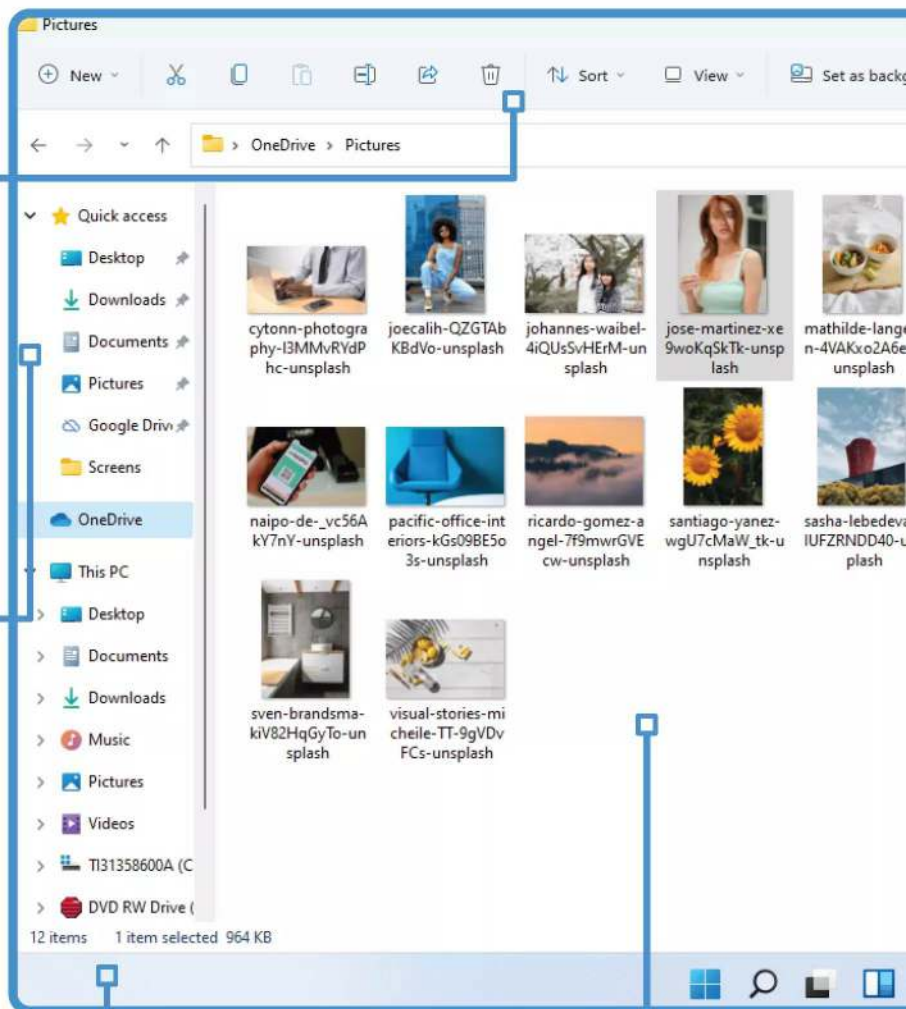 Pictures
New
Sort
View
Set as backg
OneDrive > Pictures
Quick access
Desktop
Downloads
Documents
Pictures
Google Driv
Screens
OneDrive
This PC
Desktop
Documents
Downloads
Music
Pictures
Videos
TI31358600A (C
DVD RW Drive (
cytonn-photogra
phy-I3MMvRYdP
hc-unsplash
joecalih-QZGTAb
KBdVo-unsplash
johannes-waibel-
4iQUsSvHErM-un
splash
jose-martinez-xe
9woKqSkTk-unsp
lash
mathilde-lange
n-4VAKxo2A6e
unsplash
naipo-de-_vc56A
kY7nY-unsplash
pacific-office-int
eriors-kGs09BE5o
3s-unsplash
ricardo-gomez-a
ngel-7f9mwrGVE
cw-unsplash
santiago-yanez-
wgU7cMaW_tk-u
nsplash
sasha-lebedeva
IUFZRNDD40-u
plash
sven-brandsma-
kiV82HqGyTo-un
splash
visual-stories-mi
cheile-TT-9gVDv
FCs-unsplash
12 items 1 item selected 964 KB